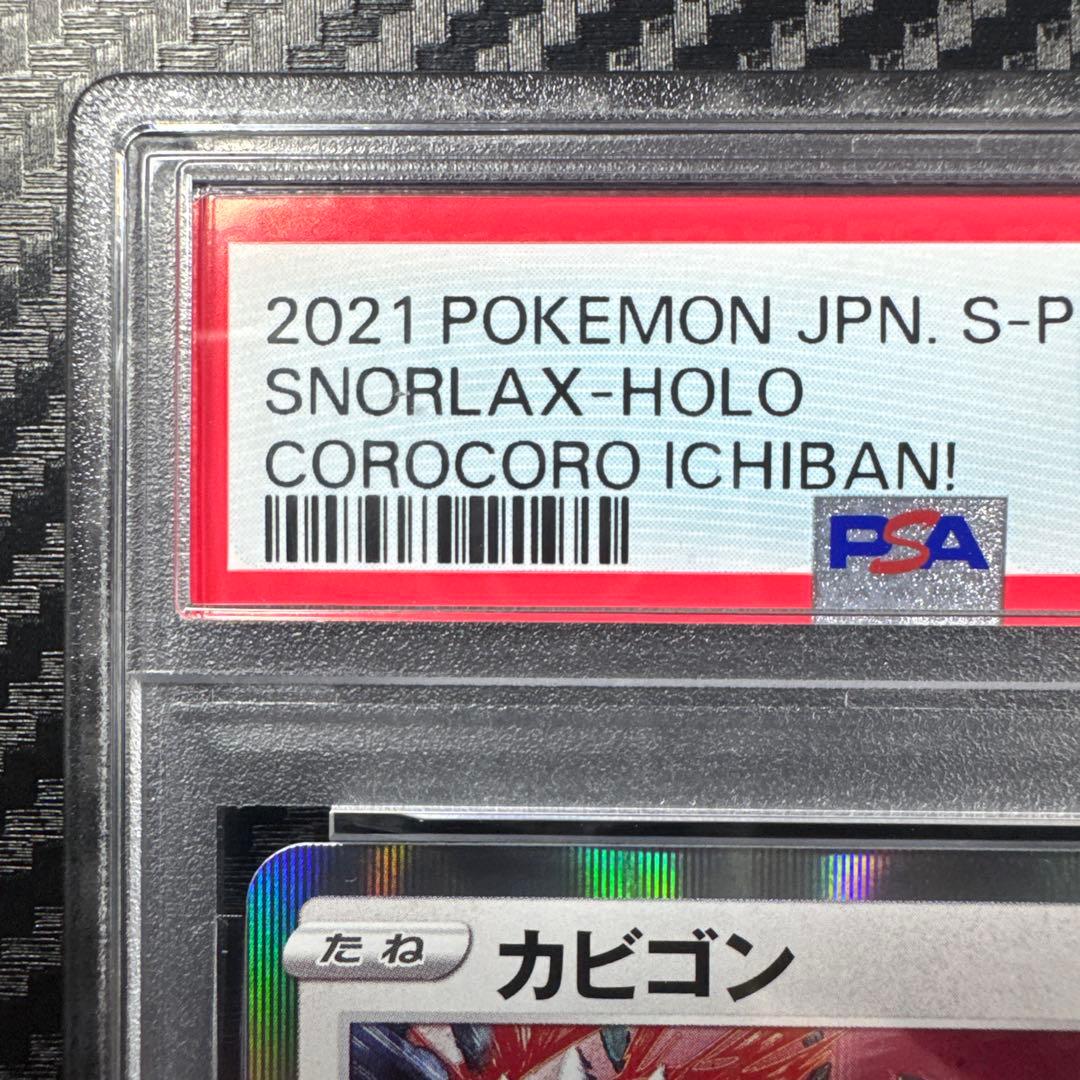 2021 POKEMON JPN. S-P
SNORLAX-HOLO
COROCORO ICHIBAN!
PSA
たね カビゴン